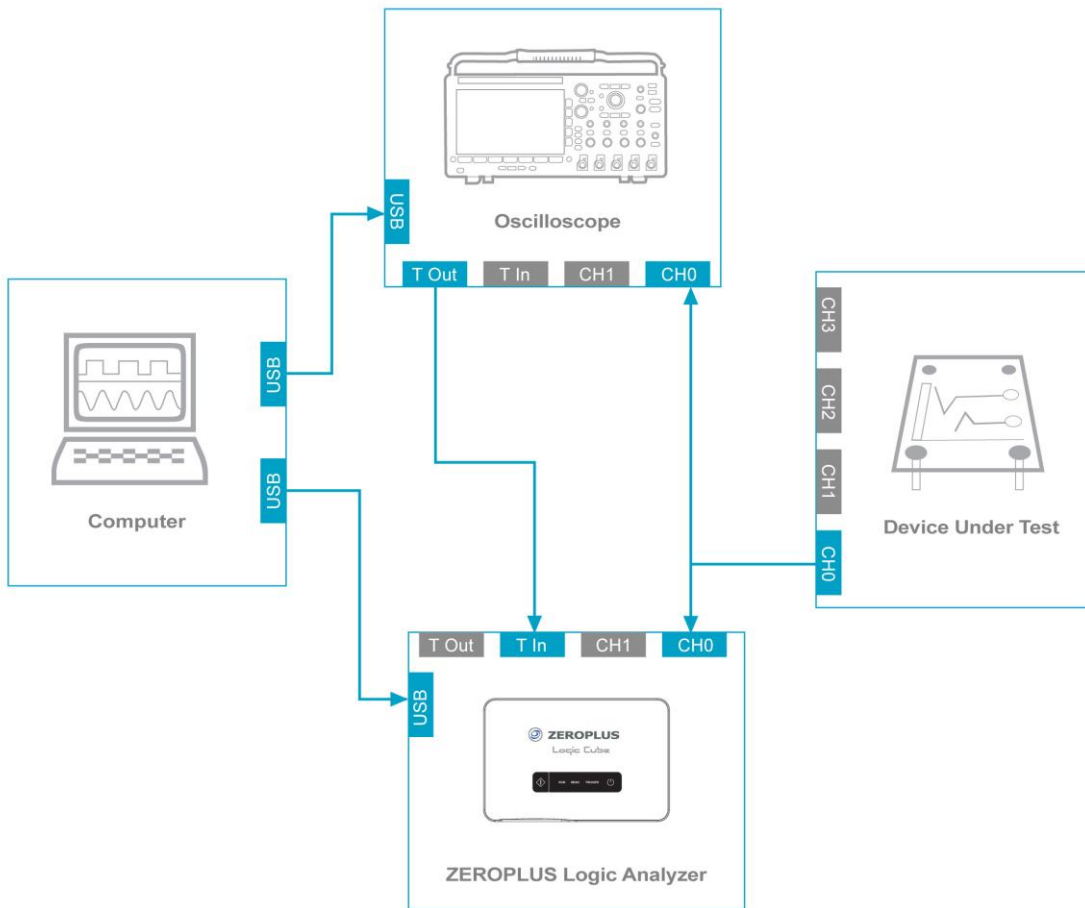 Oscilloscope
USB
T Out
T In
CH1
CH0
USB
USB
Computer
CH3
CH2
CH1
CH0
Device Under Test
T Out
T In
CH1
CH0
USB
ZEROPLUS
Logic Cube
ZEROPLUS Logic Analyzer